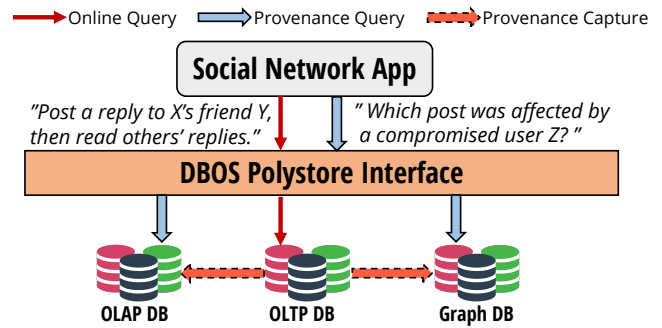 Online Query
Provenance Query
Provenance Capture
Social Network App
"Post a reply to X's friend Y,
then read others' replies."
" Which post was affected by
a compromised user Z? "
DBOS Polystore Interface
OLAP DB
OLTP DB
Graph DB